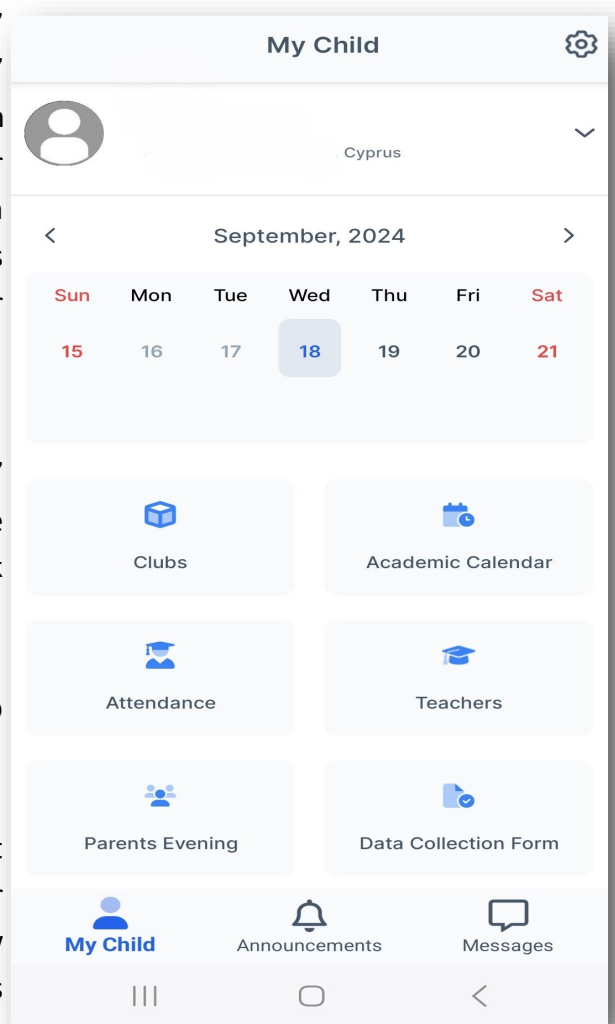 My Child
Cyprus
September, 2024
Sun Mon Tue Wed Thu Fri Sat
15 16 17 18 19 20 21
Clubs Academic Calendar
Attendance Teachers
Parents Evening Data Collection Form
My Child Announcements Messages